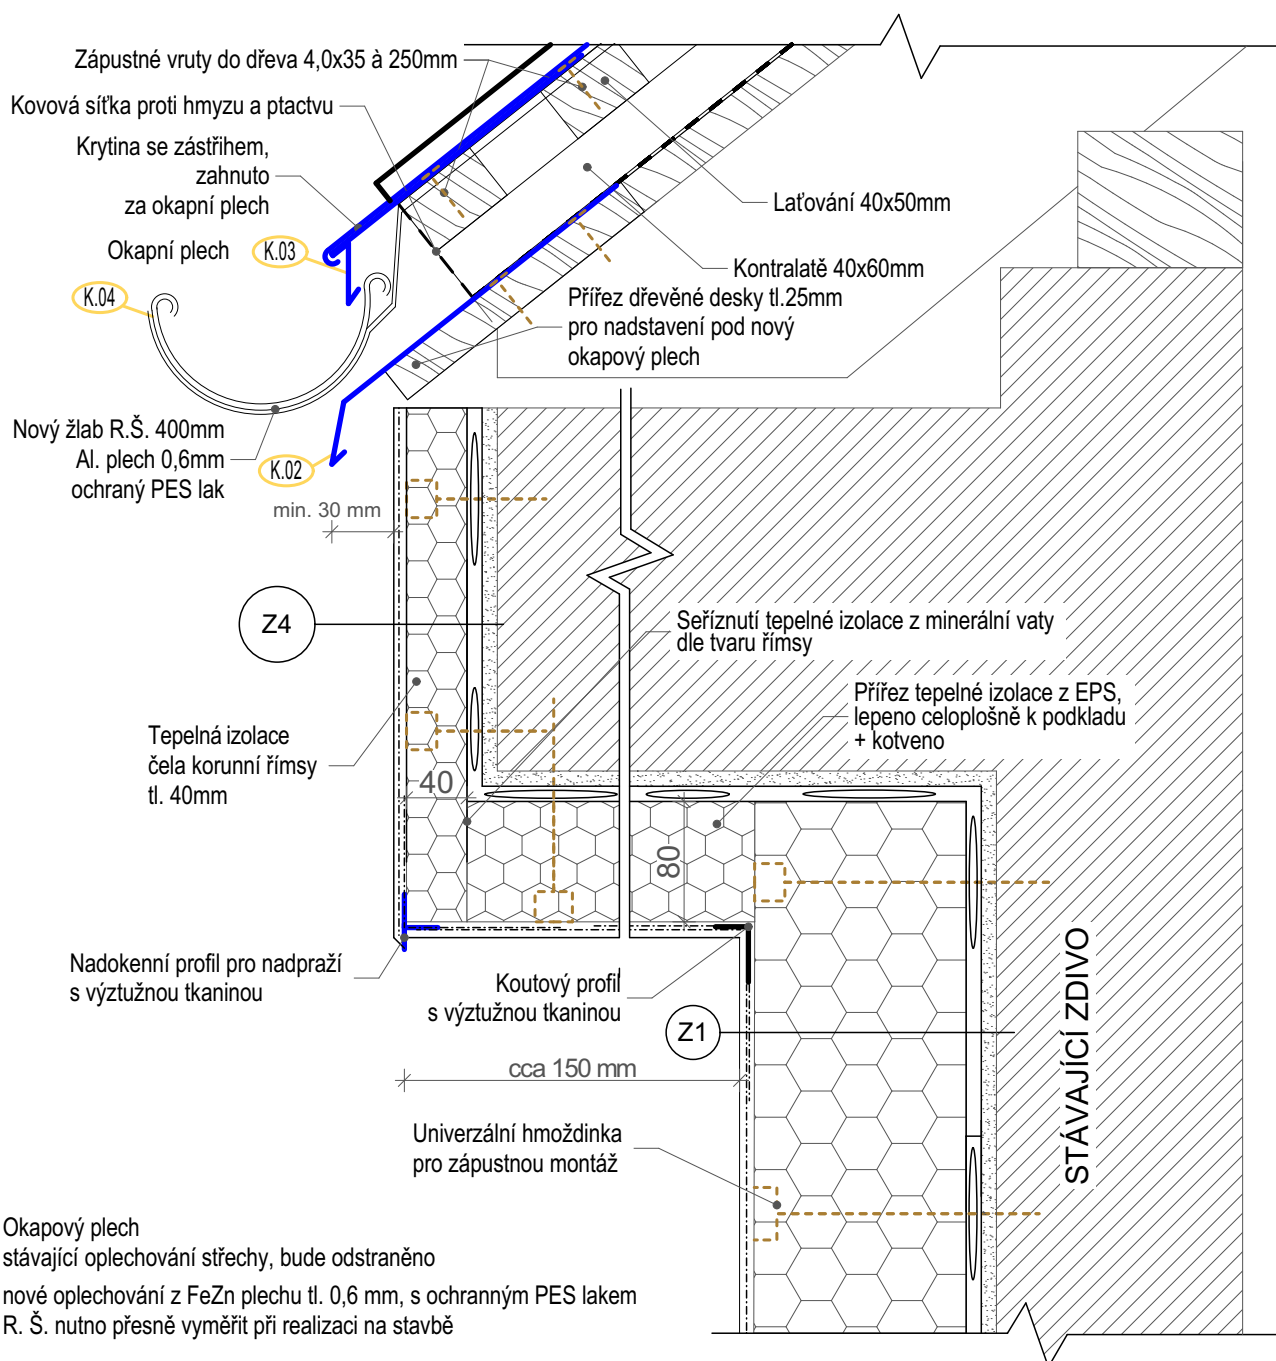 Zápustné vruty do dřeva 4,0x35 à 250mm
Kovová síťka proti hmyzu a ptactvu
Krytina se zástřihem,
zahnuto
za okapní plech
Okapní plech
K.03
K.04
Laťování 40x50mm
Kontralatě 40x60mm
Přířez dřevěné desky tl.25mm
pro nadstavení pod nový
okapový plech
Nový žlab R.Š. 400mm
Al. plech 0,6mm
ochraný PES lak
K.02
min. 30 mm
Z4
Seříznutí tepelné izolace z minerální vaty
dle tvaru římsy
Přířez tepelné izolace z EPS,
lepeno celoplošně k podkladu
+ kotveno
Tepelná izolace
čela korunní římsy
tl. 40mm
40
80
Nadokenní profil pro nadpraží
s výztužnou tkaninou
Koutový profil
s výztužnou tkaninou
Z1
STÁVAJÍCÍ ZDIVO
cca 150 mm
Univerzální hmoždinka
pro zápustnou montáž
Okapový plech
stávající oplechování střechy, bude odstraněno
nové oplechování z FeZn plechu tl. 0,6 mm, s ochranným PES lakem
R. Š. nutno přesně vyměřit při realizaci na stavbě